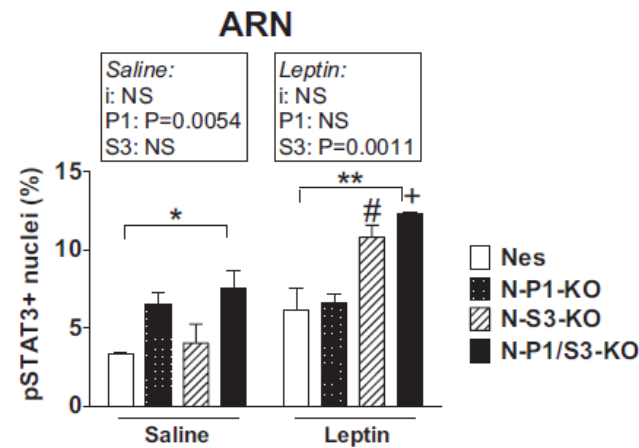 ARN
Saline:
i: NS
P1: P=0.0054
S3: NS
Leptin:
i: NS
P1: NS
S3: P=0.0011
pSTAT3+ nuclei (%)
15
10
5
0
*
**
#
+
Saline
Leptin
Nes
N-P1-KO
N-S3-KO
N-P1/S3-KO